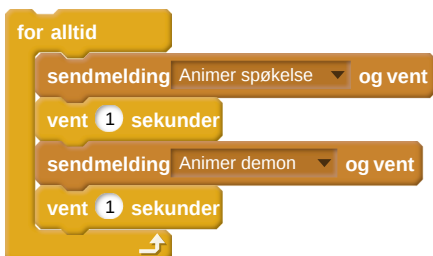 for alltid
sendmelding Animer spøkelse og vent
vent 1 sekunder
sendmelding Animer demon og vent
vent 1 sekunder